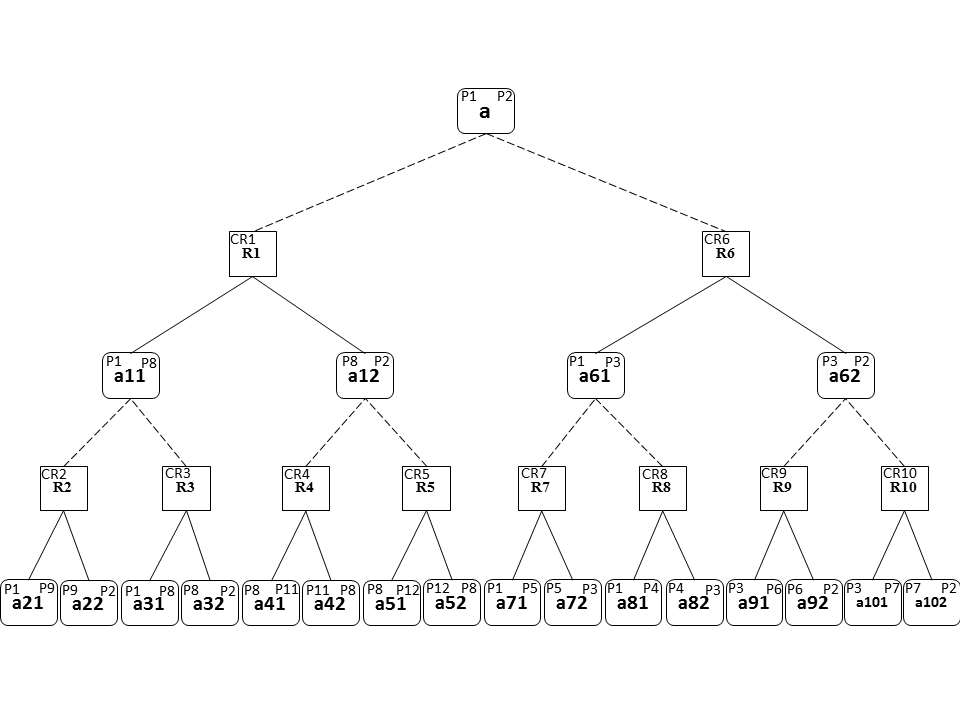 P1 P2
a
CR1 CR6
R1 R6
P1 P8 P8 P2 P1 P3 P3 P2
a11 a12 a61 a62
CR2 CR3 CR4 CR5 CR7 CR8 CR9 CR10
R2 R3 R4 R5 R7 R8 R9 R10
P1 P9 P9 P2 P1 P8 P8 P2 P8 P11 P11 P8 P8 P12 P12 P8 P1 P5 P5 P3 P1 P4 P4 P3 P3 P6 P6 P2 P3 P7 P7 P2
a21 a22 a31 a32 a41 a42 a51 a52 a71 a72 a81 a82 a91 a92 a101 a102